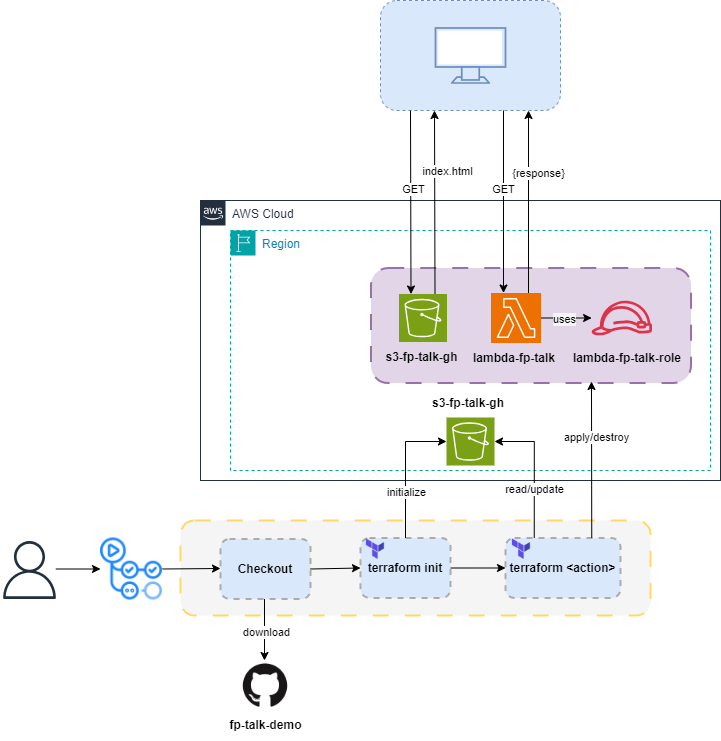 index.html
{response}
GET
GET
aws
AWS Cloud
Region
uses
s3-fp-talk-gh
lambda-fp-talk
lambda-fp-talk-role
s3-fp-talk-gh
apply/destroy
initialize
read/update
Checkout
terraform init
terraform <action>
download
fp-talk-demo